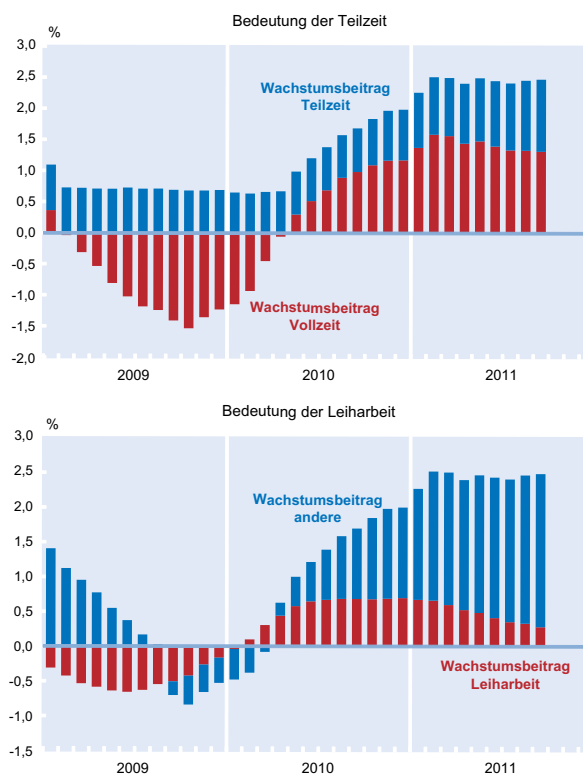 Bedeutung der Teilzeit
%
3,0
2,5
2,0
1,5
1,0
0,5
0,0
-0,5
-1,0
-1,5
-2,0
Wachstumsbeitrag
Teilzeit
Wachstumsbeitrag
Vollzeit
2009 2010 2011
Bedeutung der Leiharbeit
%
3,0
2,5
2,0
1,5
1,0
0,5
0,0
-0,5
-1,0
-1,5
Wachstumsbeitrag
andere
Wachstumsbeitrag
Leiharbeit
2009 2010 2011